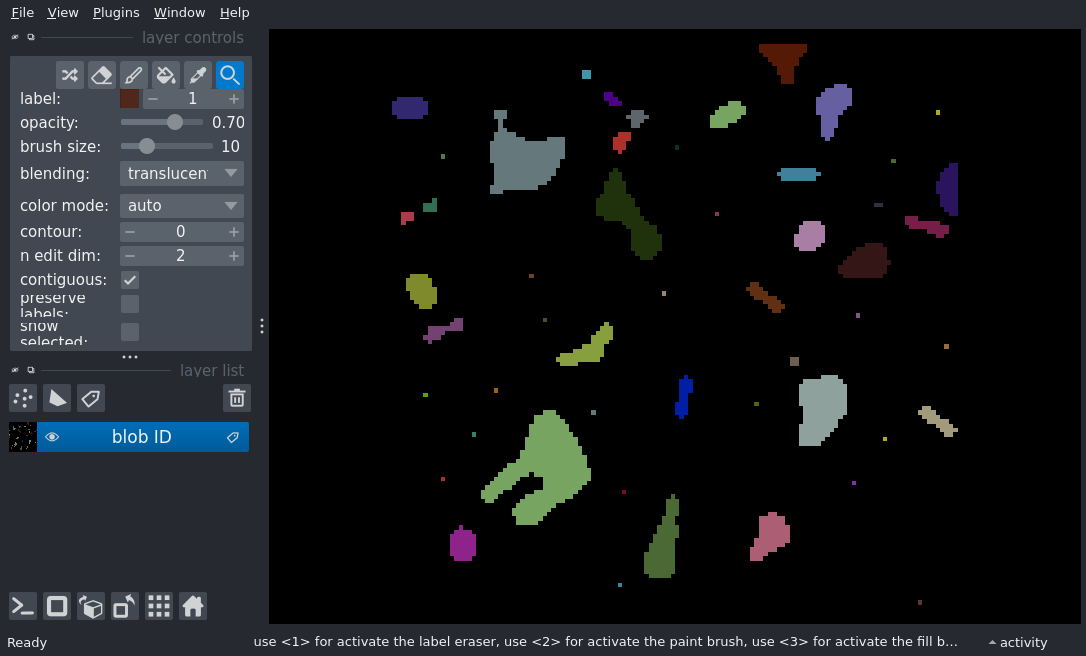 File View Plugins Window Help
layer controls
label: 1
opacity: 0.70
brush size: 10
blending: translucen
color mode: auto
contour: 0
n edit dim: 2
contiguous:
preserve
labels:
show
selected:
layer list
blob ID
Ready use <1> for activate the label eraser, use <2> for activate the paint brush, use <3> for activate the fill b... activity